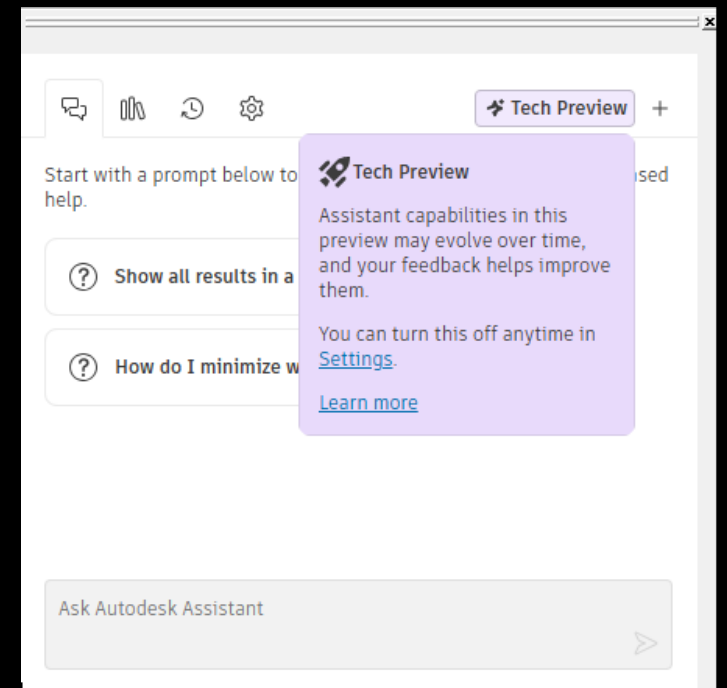 Tech Preview
Start with a prompt below to
help.
Tech Preview
Assistant capabilities in this
preview may evolve over time,
and your feedback helps improve
them.
You can turn this off anytime in
Settings.
Learn more
Show all results in a
How do I minimize
Ask Autodesk Assistant